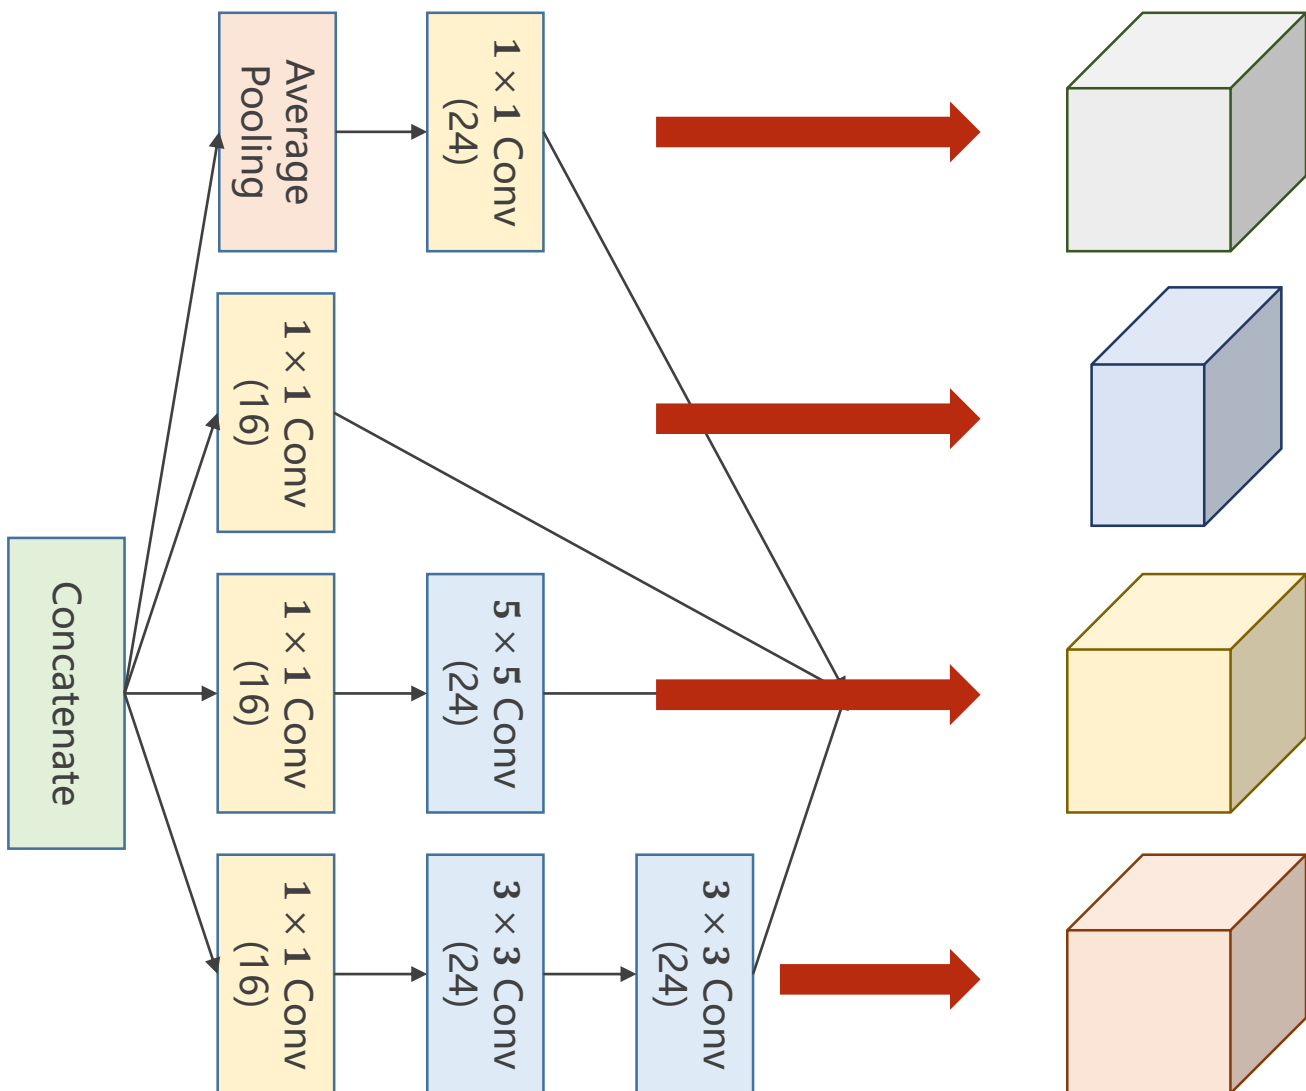 Average
Pooling
1 × 1 Conv
(24)
1 × 1 Conv
(16)
Concatenate
1 × 1 Conv
(16)
5 × 5 Conv
(24)
1 × 1 Conv
(16)
3 × 3 Conv
(24)
3 × 3 Conv
(24)